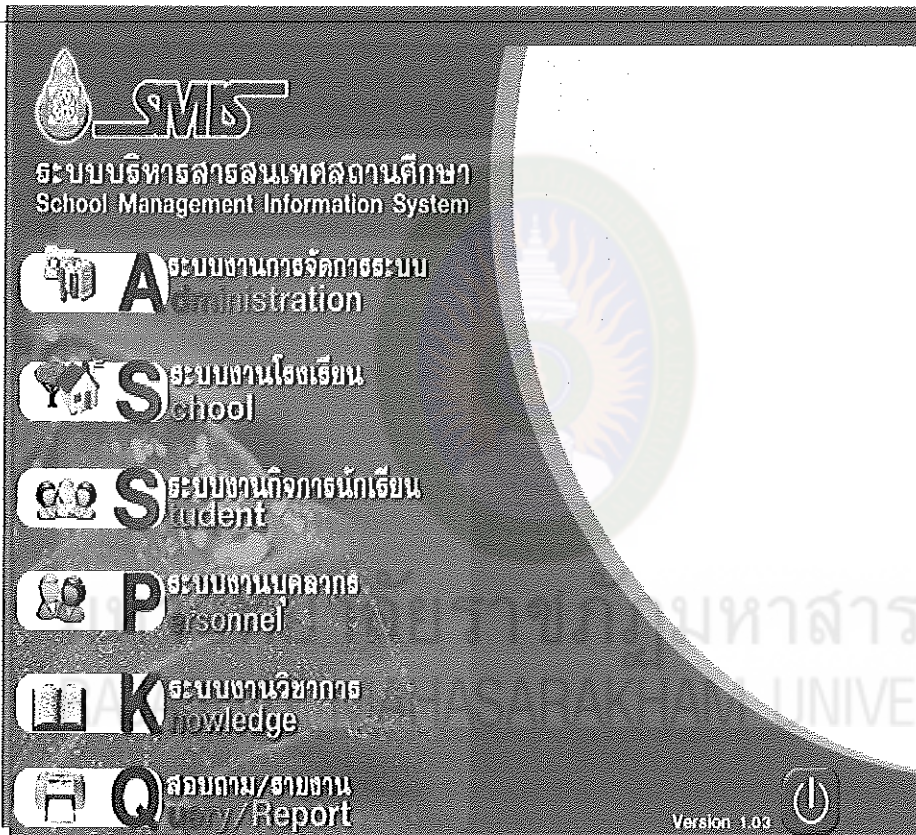 SMIS
ระบบบริหารสารสนเทศสถานศึกษา
School Management Information System
ระบบงานการจัดการระบบ
Administration
ระบบงานโรงเรียน
School
ระบบงานกิจการนักเรียน
Student
ระบบงานบุคลากร
Personnel
ระบบงานวิชาการ
Knowledge
สอบถาม/รายงาน
Query/Report
Version 1.03